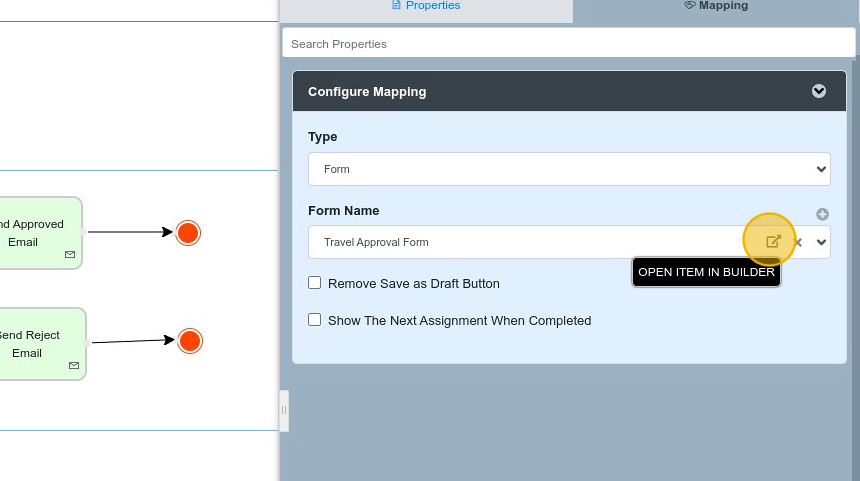 Properties
Mapping
Search Properties
Configure Mapping
Type
Form
Form Name
Travel Approval Form
OPEN ITEM IN BUILDER
Remove Save as Draft Button
Show The Next Assignment When Completed
nd Approved
Email
end Reject
Email